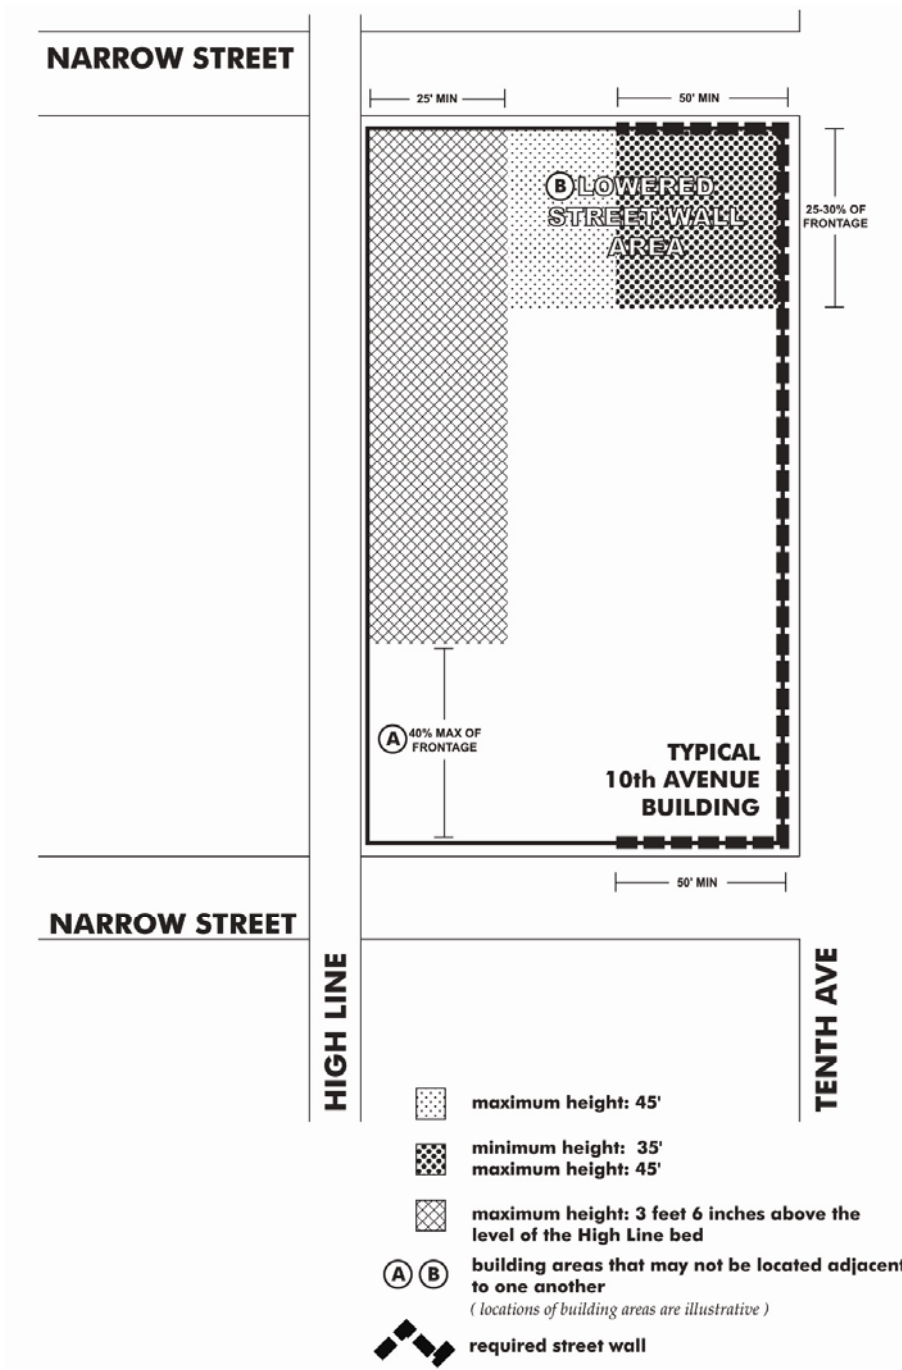 NARROW STREET
25' MIN
50' MIN
B LOWERED
STREET WALL
AREA
25-30% OF
FRONTAGE
A 40% MAX OF
FRONTAGE
TYPICAL
10th AVENUE
BUILDING
50' MIN
NARROW STREET
HIGH LINE
TENTH AVE
maximum height: 45'
minimum height: 35'
maximum height: 45'
maximum height: 3 feet 6 inches above the
level of the High Line bed
A B building areas that may not be located adjacent
to one another
( locations of building areas are illustrative )
required street wall